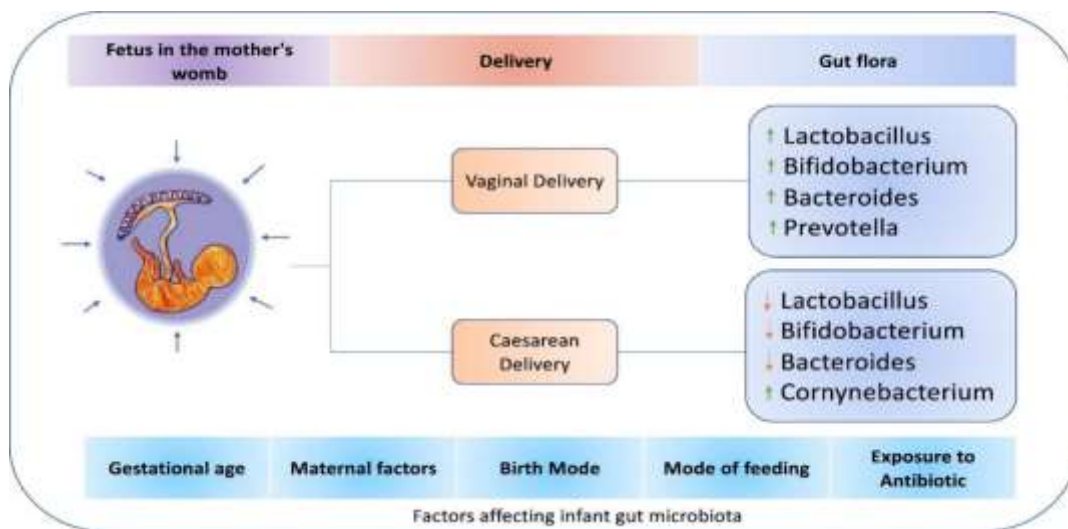 Fetus in the mother's
womb
Delivery
Gut flora
Vaginal Delivery
↑ Lactobacillus
↑ Bifidobacterium
↑ Bacteroides
↑ Prevotella
Caesarean
Delivery
↓ Lactobacillus
↓ Bifidobacterium
↓ Bacteroides
↑ Cornynebacterium
Gestational age
Maternal factors
Birth Mode
Mode of feeding
Exposure to
Antibiotic
Factors affecting infant gut microbiota